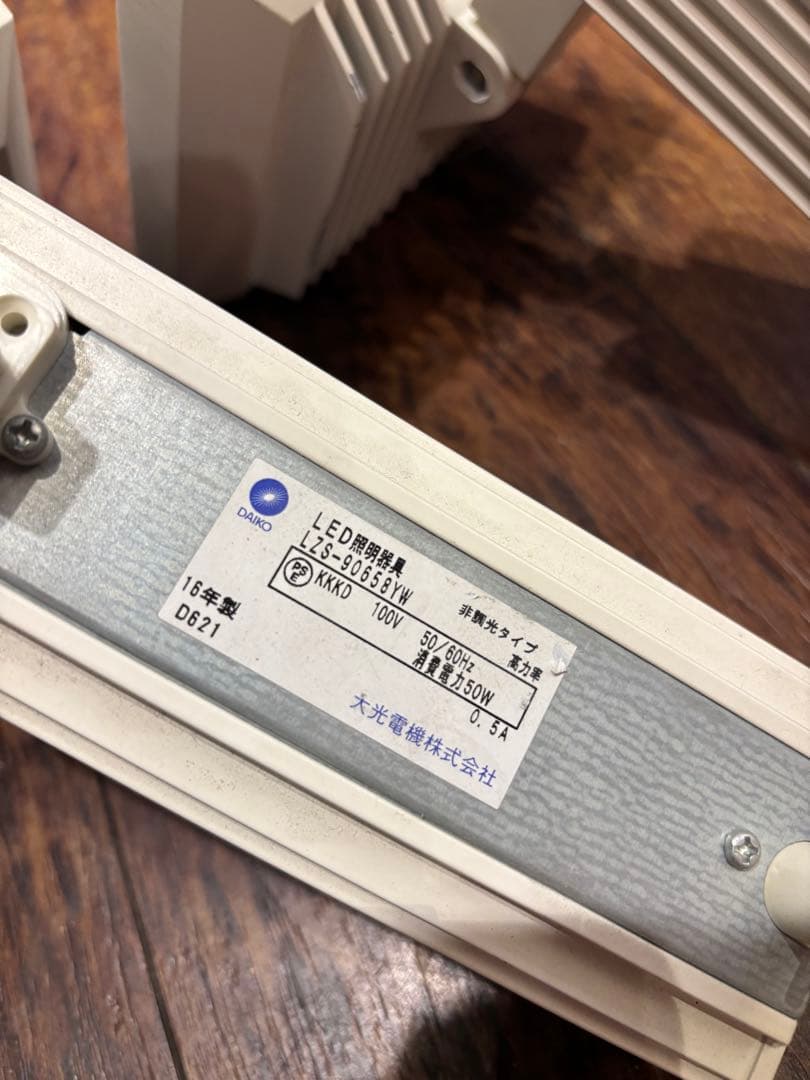 DAIKO
LED照明器具
LZS-90658YW 非調光タイプ
PS E KKKD 100V 50/60Hz 高力率
消費電力50W 0.5A
16年製
D621
大光電機株式会社